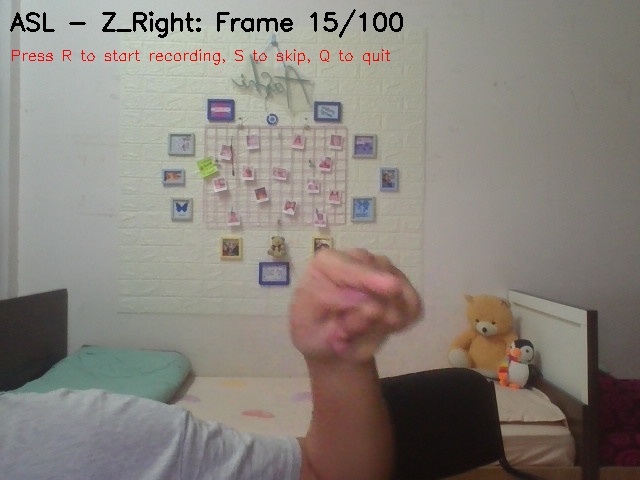 ASL - Z_Right: Frame 15/100
Press R to start recording, S to skip, Q to quit